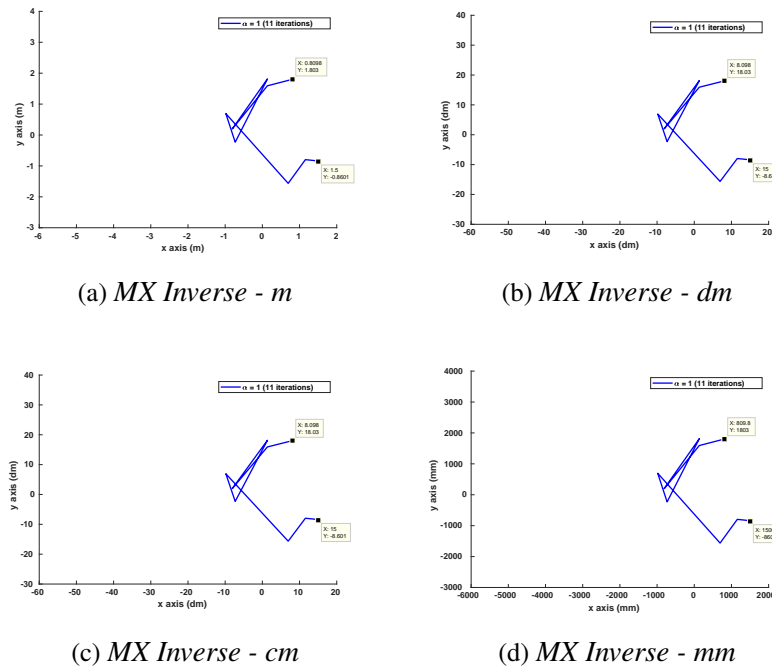 α = 1 (11 iterations)
4
3
2
1
0
-1
-2
-3
y axis (m)
X: 0.8098
Y: 1.803
X: 1.5
Y: -0.8601
-6 -5 -4 -3 -2 -1 0 1 2
x axis (m)
(a) MX Inverse - m
α = 1 (11 iterations)
40
30
20
10
0
-10
-20
-30
y axis (dm)
X: 8.098
Y: 18.03
X: 15
Y: -8.6
-60 -50 -40 -30 -20 -10 0 10 20
x axis (dm)
(b) MX Inverse - dm
α = 1 (11 iterations)
40
30
20
10
0
-10
-20
-30
y axis (dm)
X: 8.098
Y: 18.03
X: 15
Y: -8.601
-60 -50 -40 -30 -20 -10 0 10 20
x axis (dm)
(c) MX Inverse - cm
α = 1 (11 iterations)
4000
3000
2000
1000
0
-1000
-2000
-3000
y axis (mm)
X: 809.8
Y: 1803
X: 150
Y: -860
-6000 -5000 -4000 -3000 -2000 -1000 0 1000 2000
x axis (mm)
(d) MX Inverse - mm